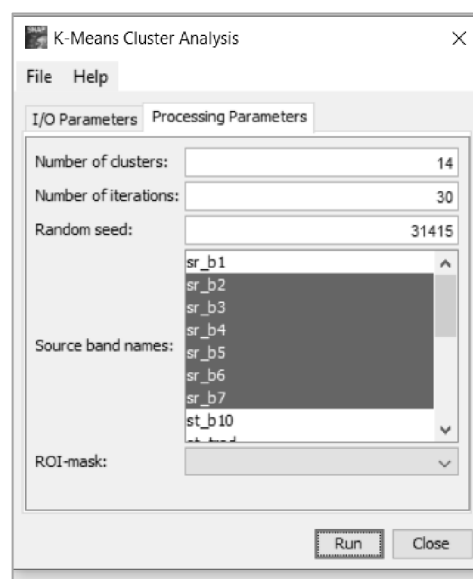 SNAP K-Means Cluster Analysis
File Help
I/O Parameters Processing Parameters
Number of clusters: 14
Number of iterations: 30
Random seed: 31415
sr_b1
sr_b2
sr_b3
sr_b4
Source band names: sr_b5
sr_b6
sr_b7
st_b10
ROI-mask:
Run Close